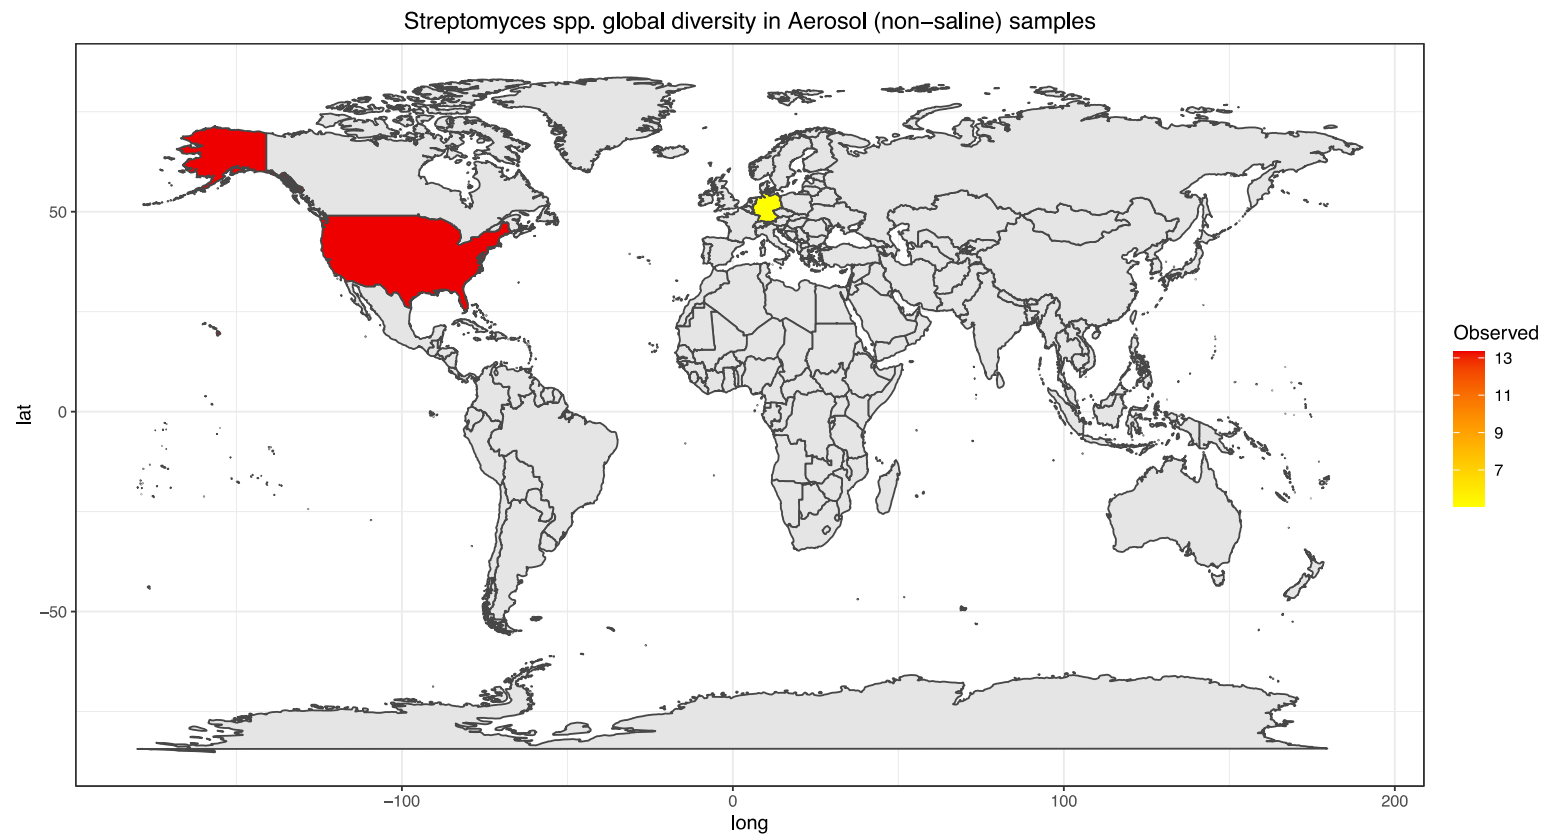 Streptomyces spp. global diversity in Aerosol (non−saline) samples
lat
50
0
−50
−100
0
100
200
long
Observed
13
11
9
7